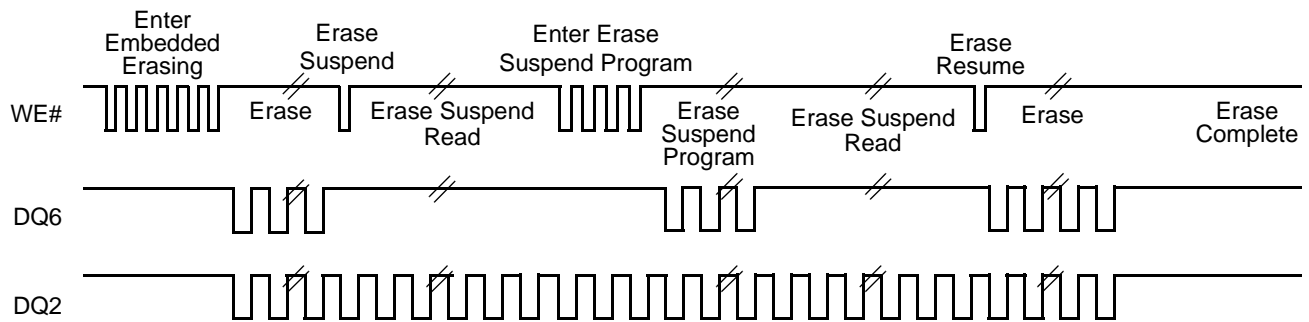 Enter
Embedded
Erasing
Erase
Suspend
Enter Erase
Suspend Program
Erase
Resume
WE#
Erase
Erase Suspend
Read
Erase
Suspend
Program
Erase Suspend
Read
Erase
Erase
Complete
DQ6
DQ2